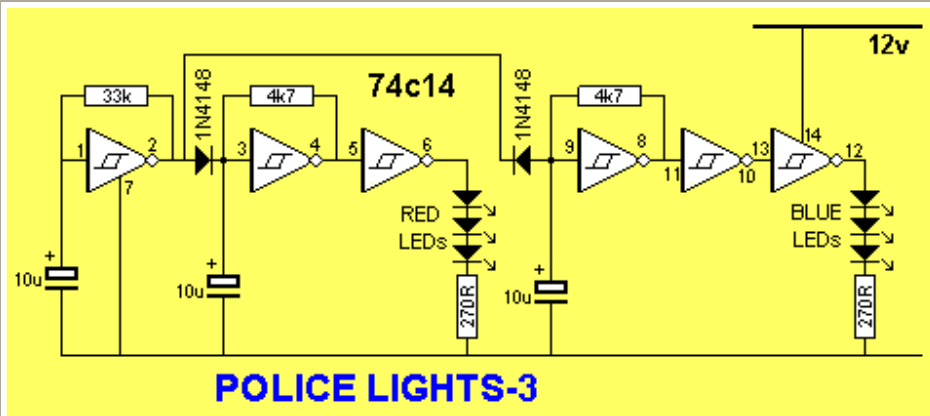 12v
33k
1N4148
4k7
74c14
1N4148
4k7
1
2
3
4
5
6
9
8
11
10
13
14
12
7
RED
LEDs
BLUE
LEDs
+
10u
+
10u
+
10u
270R
270R
POLICE LIGHTS-3